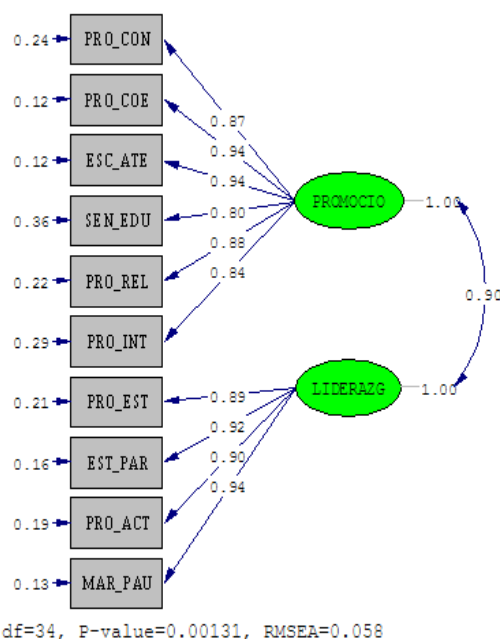 0.24 PRO_CON
0.12 PRO_COE
0.87
0.94
0.12 ESC_ATE
0.94
0.36 SEN_EDU
0.80
PROMOCIO 1.00
0.88
0.22 PRO_REL
0.84
0.90
0.29 PRO_INT
0.21 PRO_EST
0.89
LIDERAZG 1.00
0.92
0.16 EST_PAR
0.90
0.94
0.19 PRO_ACT
0.13 MAR_PAU
df=34, P-value=0.00131, RMSEA=0.058